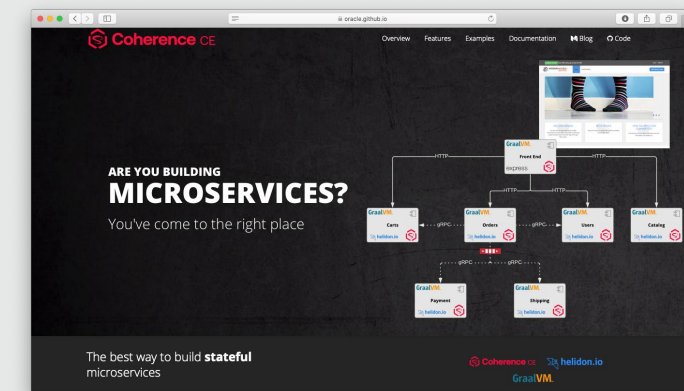 oracle.github.io
Coherence CE
Overview Features Examples Documentation Blog Code
ARE YOU BUILDING
MICROSERVICES?
You've come to the right place
GraalVM.
Front End
express
HTTP HTTP
HTTP HTTP
GraalVM. GraalVM. GraalVM. GraalVM.
Carts gRPC Orders gRPC Users Catalog
helidon.io helidon.io helidon.io helidon.io
gRPC gRPC
GraalVM. GraalVM.
Payment Shipping
helidon.io helidon.io
The best way to build stateful
microservices
Coherence CE helidon.io
GraalVM.